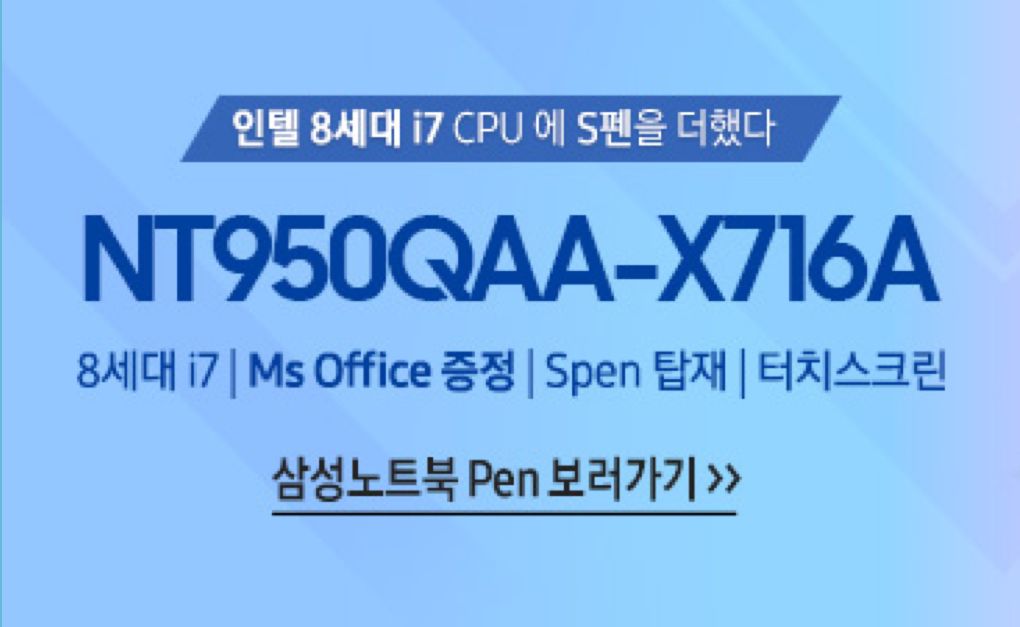 인텔 8세대 i7 CPU 에 S펜을 더했다
NT950QAA-X716A
8세대 i7 | Ms Office 증정 | Spen 탑재 | 터치스크린
삼성노트북 Pen 보러가기 >>